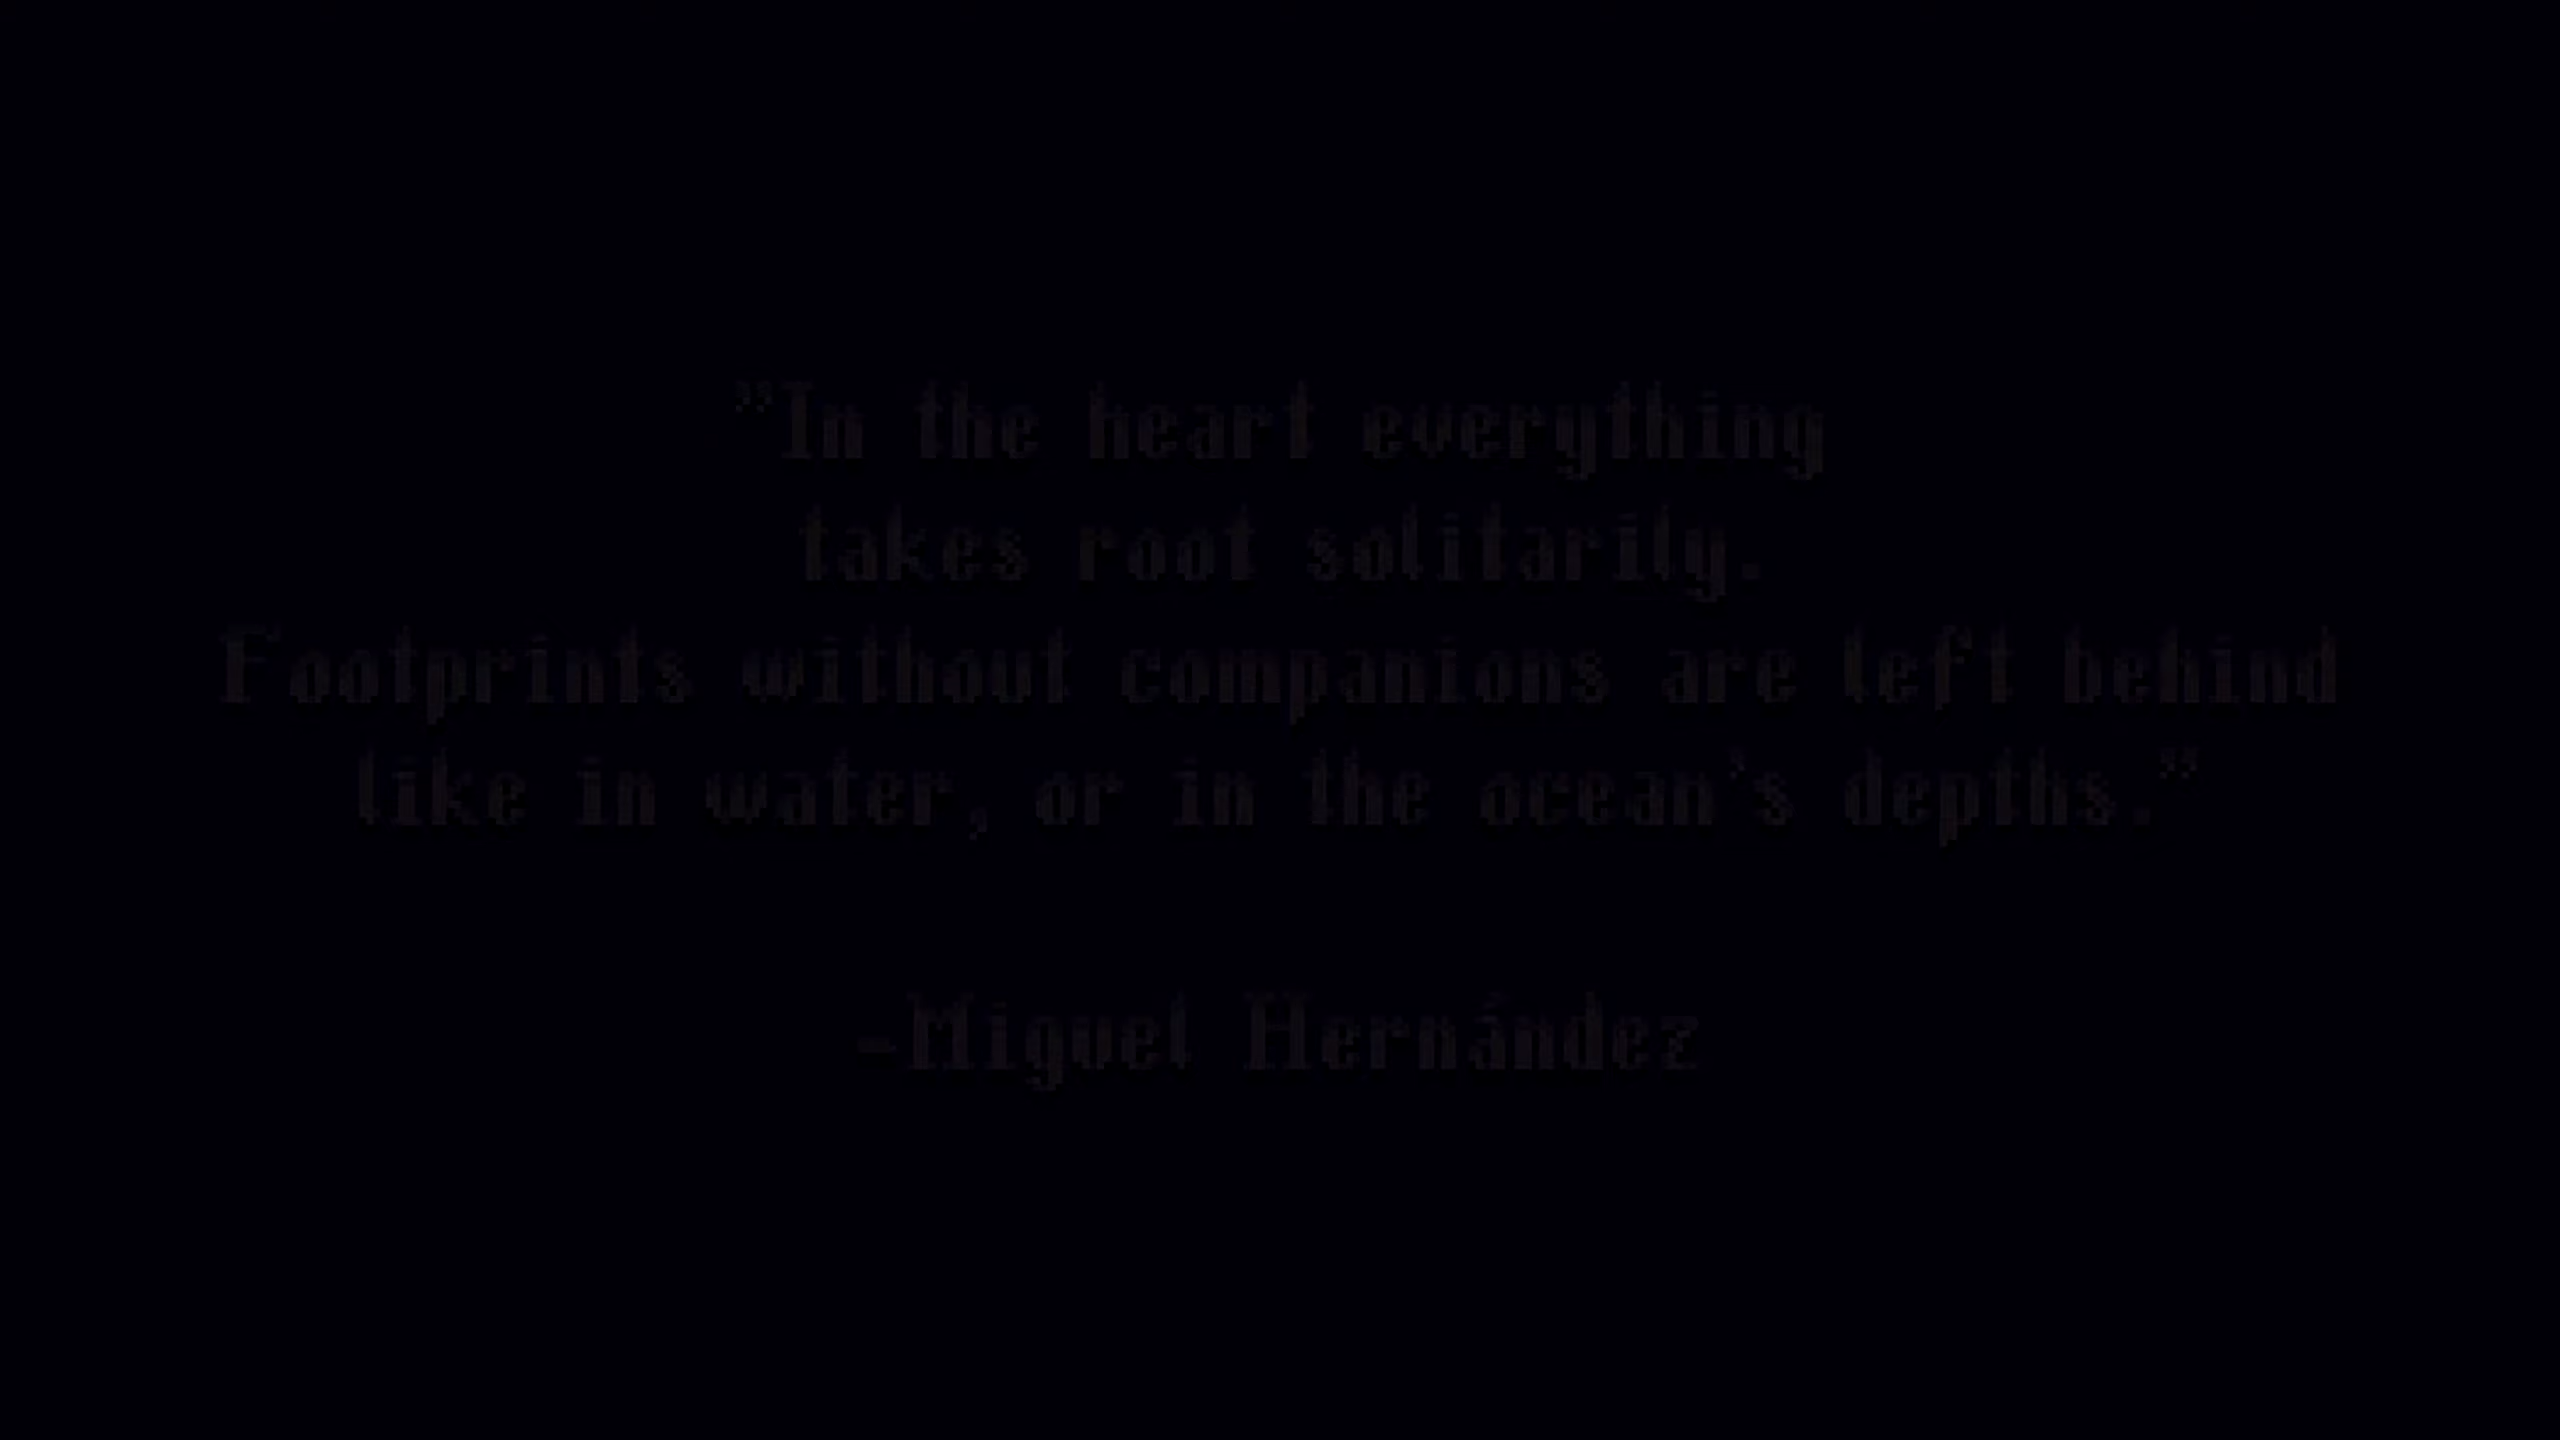 "In the heart everything
takes root solitarily.
Footprints without companions are left behind
like in water, or in the ocean's depths."
-Miguel Hernández